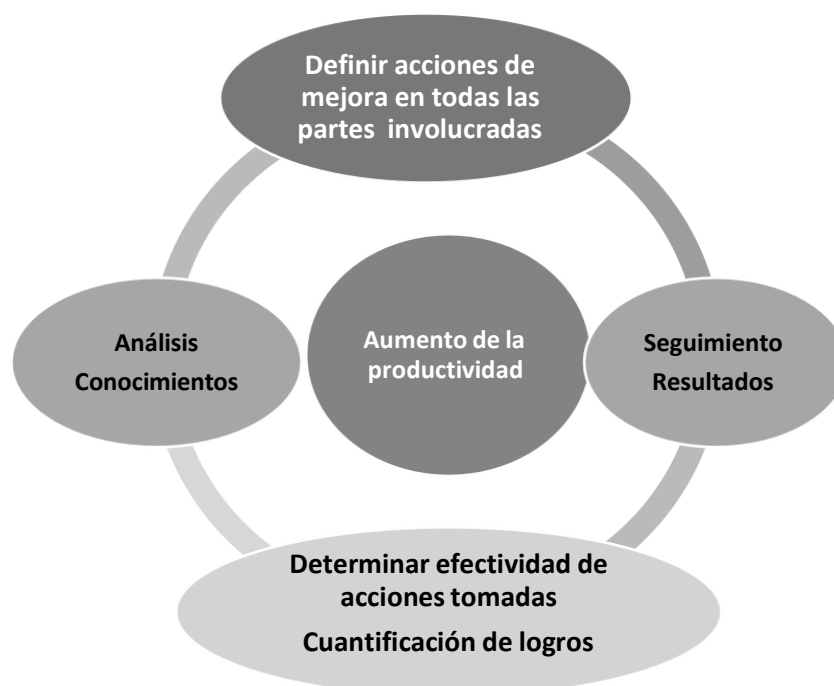 Definir acciones de
mejora en todas las
partes involucradas
Análisis
Conocimientos
Aumento de la
productividad
Seguimiento
Resultados
Determinar efectividad de
acciones tomadas
Cuantificación de logros